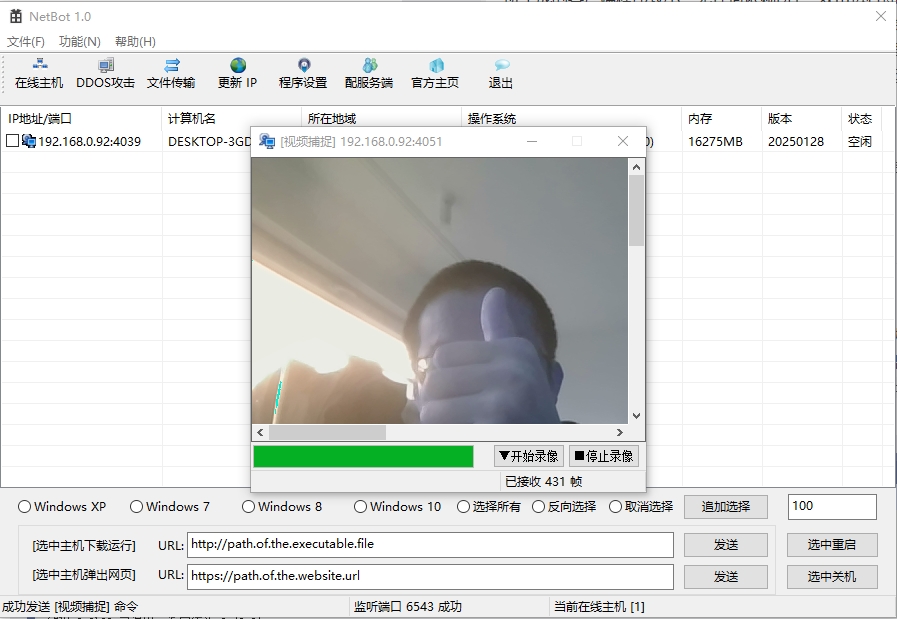 NetBot 1.0
文件(F) 功能(N) 帮助(H)
在线主机 DDOS攻击 文件传输 更新 IP 程序设置 配服务端 官方主页 退出
IP地址/端口 计算机名 所在地域 操作系统 内存 版本 状态
192.168.0.92:4039 DESKTOP-3GD 0) 16275MB 20250128 空闲
[视频捕捉] 192.168.0.92:4051
▼开始录像 ■停止录像
已接收 431 帧
Windows XP Windows 7 Windows 8 Windows 10 选择所有 反向选择 取消选择 追加选择 100
[选中主机下载运行] URL: http://path.of.the.executable.file 发送 选中重启
[选中主机弹出网页] URL: https://path.of.the.website.url 发送 选中关机
成功发送 [视频捕捉] 命令 监听端口 6543 成功 当前在线主机 [1]